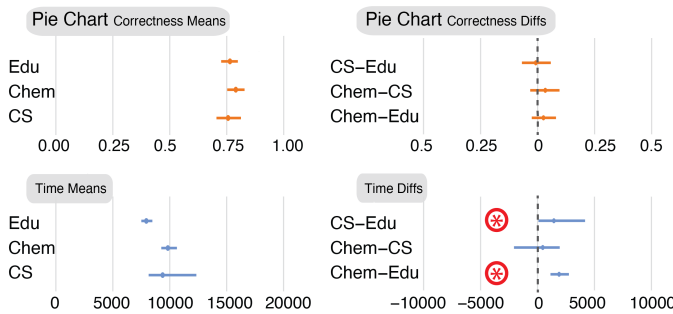 Pie Chart Correctness Means
Edu
Chem
CS
0.00 0.25 0.5 0.75 1.00
Pie Chart Correctness Diffs
CS–Edu
Chem–CS
Chem–Edu
0.5 0.25 0 0.25 0.5
Time Means
Edu
Chem
CS
0 5000 10000 15000 20000
Time Diffs
CS–Edu *
Chem–CS
Chem–Edu *
−10000 −5000 0 5000 10000